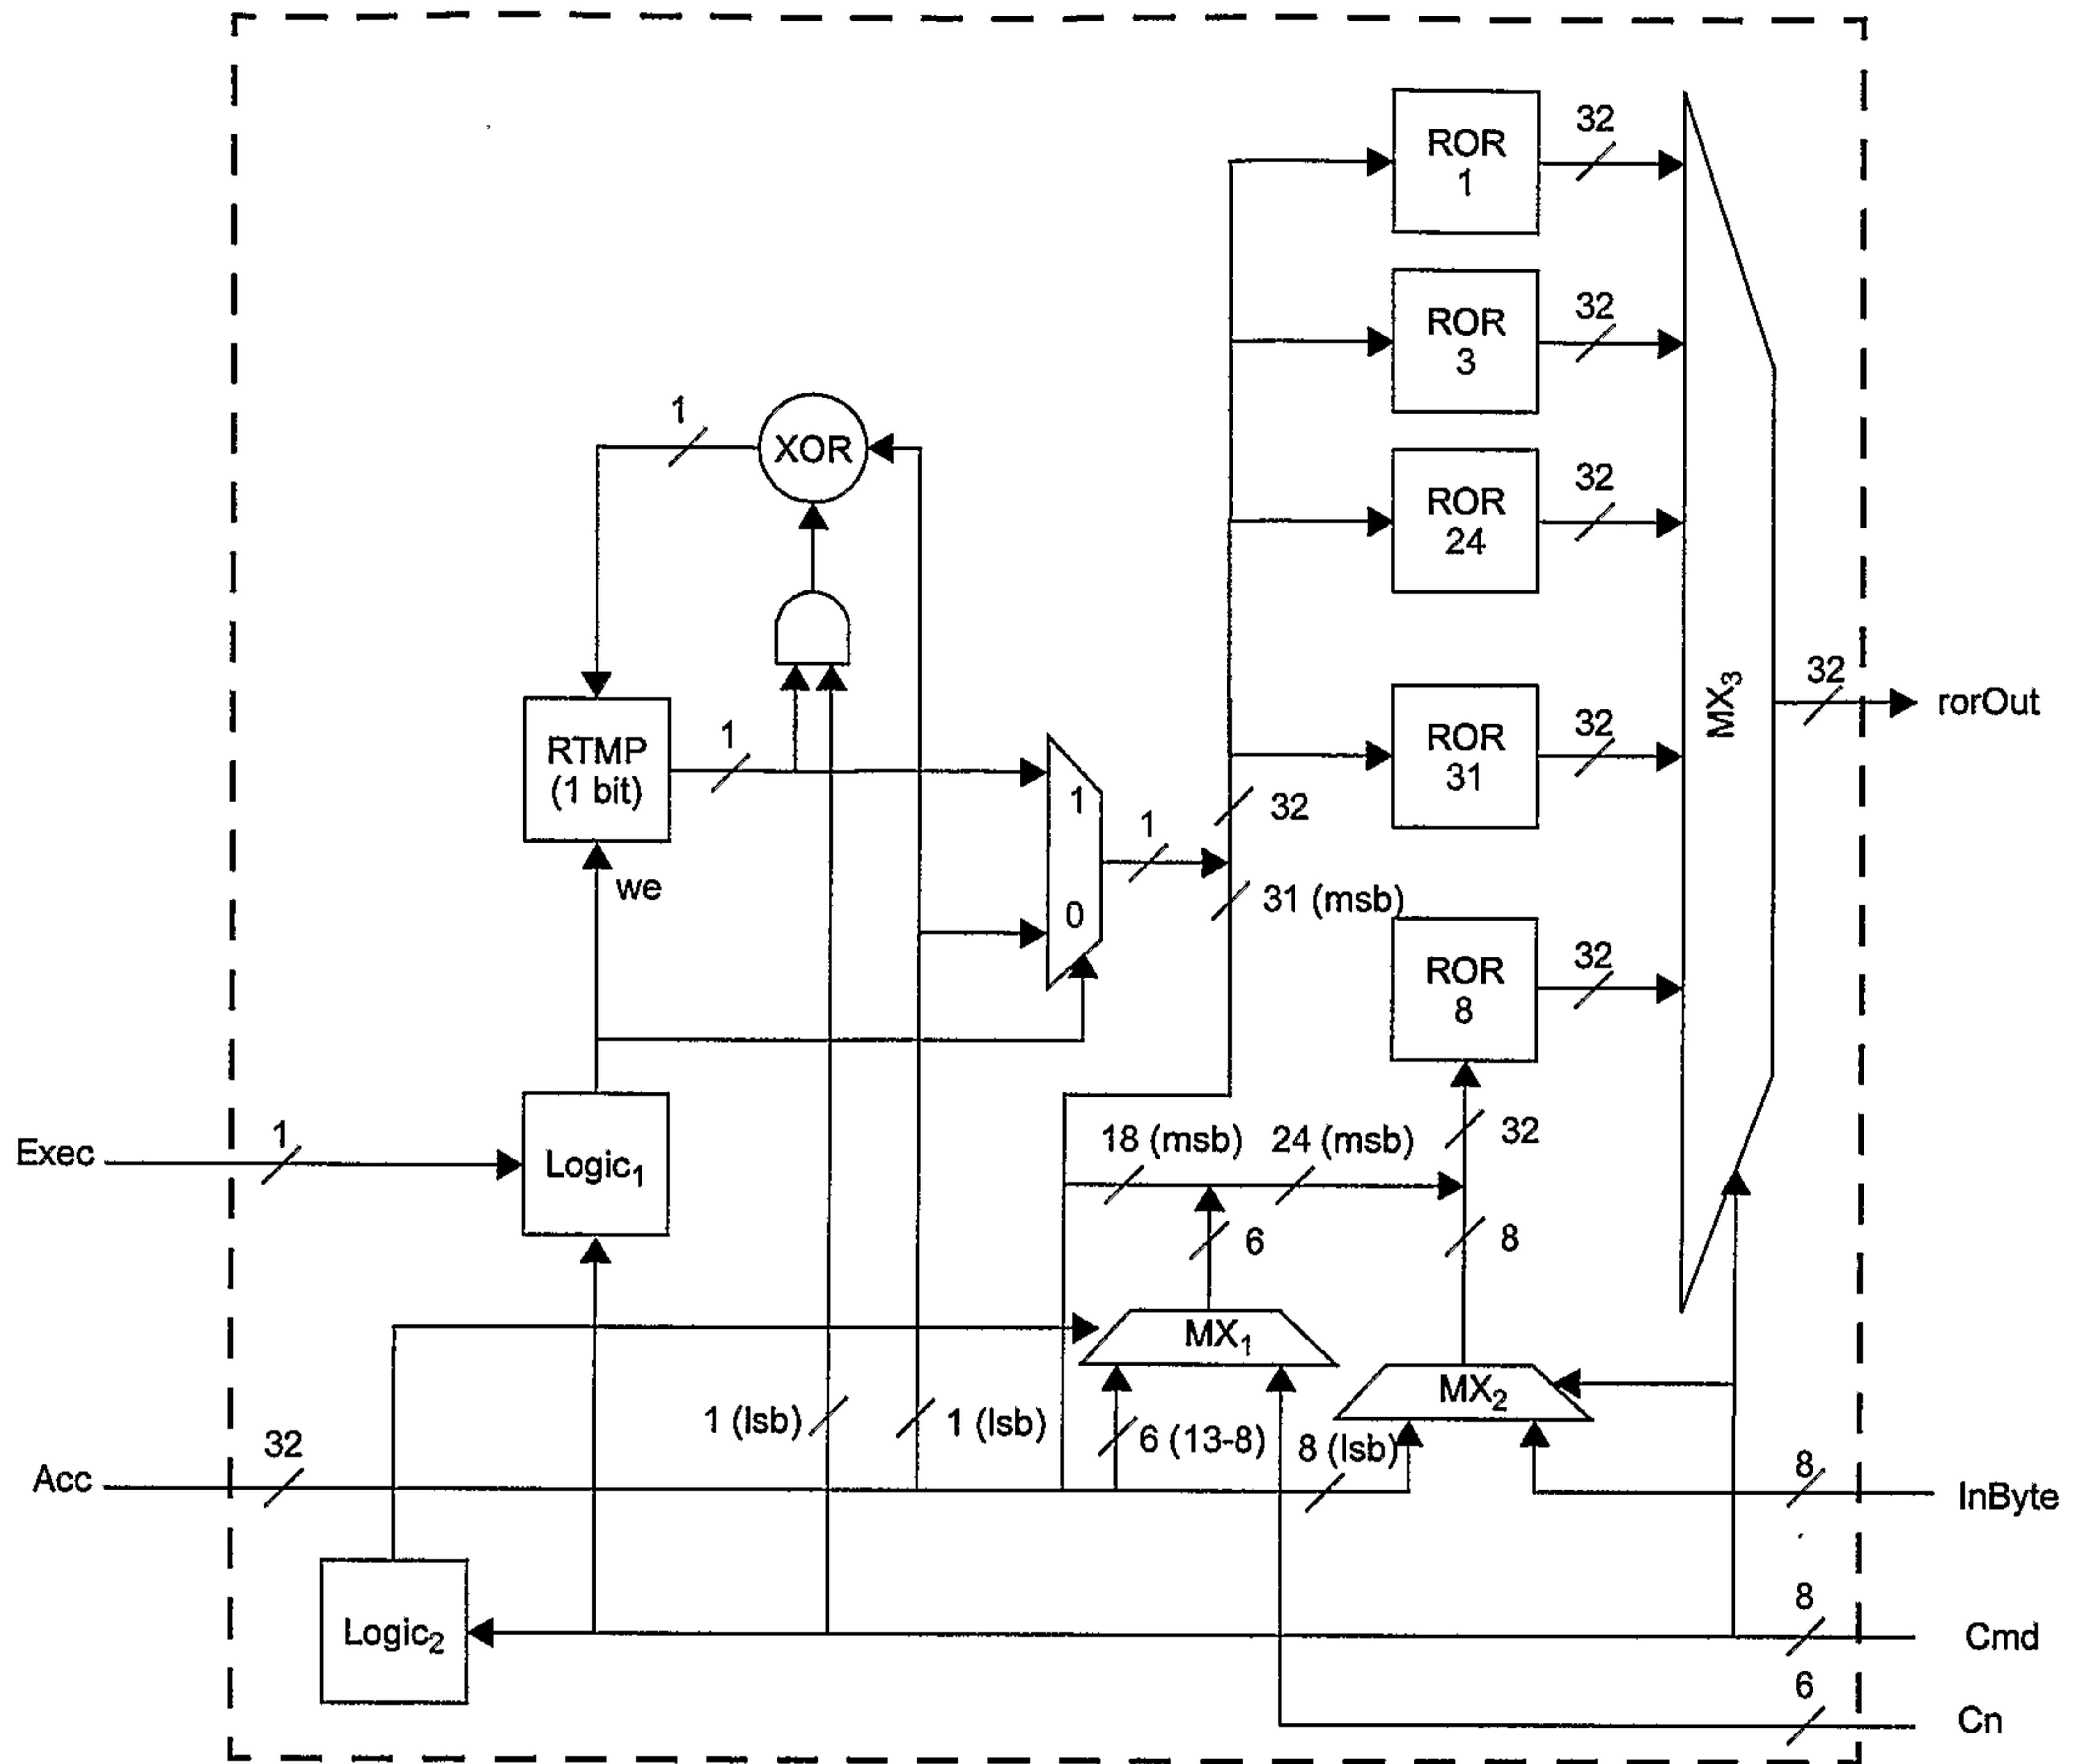 ROR
1
32
ROR
3
32
1
XOR
ROR
24
32
RTMP
(1 bit)
1
1
0
1
32
31 (msb)
ROR
31
32
MX3
32
rorOut
we
ROR
8
32
Exec
1
Logic1
18 (msb)
24 (msb)
32
6
8
MX1
MX2
1 (lsb)
1 (lsb)
6 (13-8)
8 (lsb)
Acc
32
8
InByte
Logic2
8
Cmd
6
Cn